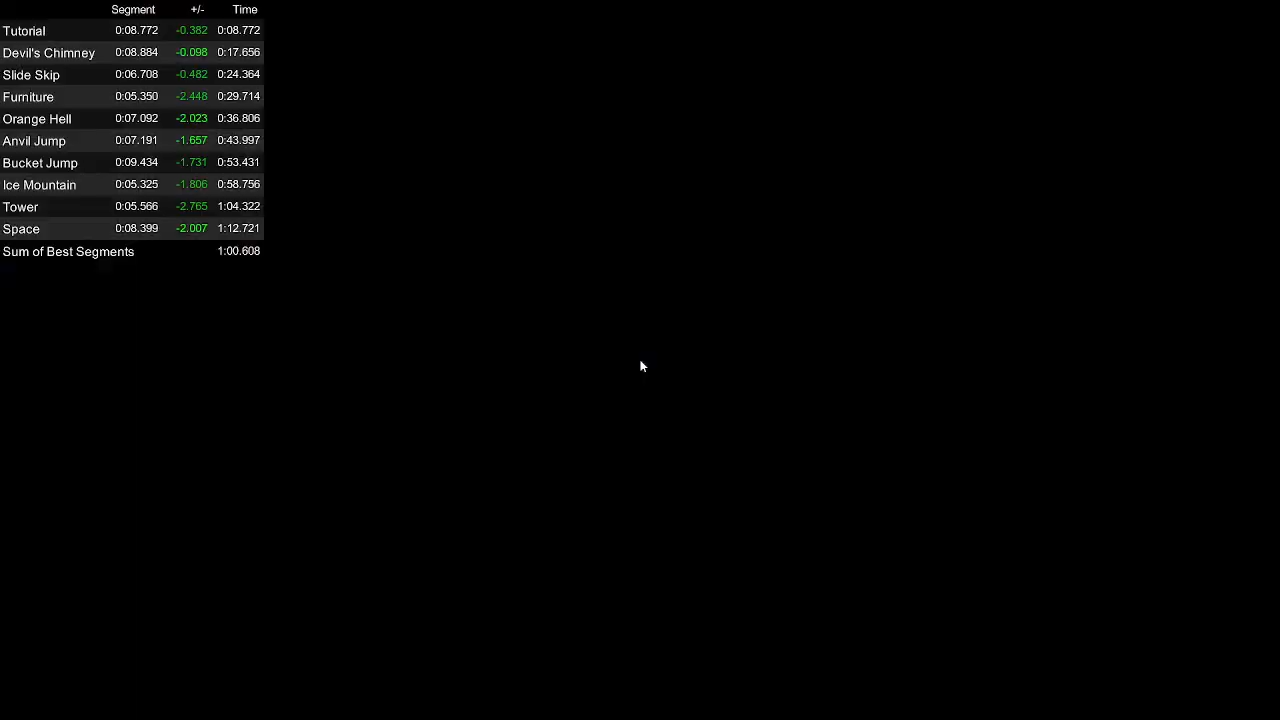 Segment +/- Time
Tutorial 0:08.772 -0.382 0:08.772
Devil's Chimney 0:08.884 -0.098 0:17.656
Slide Skip 0:06.708 -0.482 0:24.364
Furniture 0:05.350 -2.448 0:29.714
Orange Hell 0:07.092 -2.023 0:36.806
Anvil Jump 0:07.191 -1.657 0:43.997
Bucket Jump 0:09.434 -1.731 0:53.431
Ice Mountain 0:05.325 -1.806 0:58.756
Tower 0:05.566 -2.765 1:04.322
Space 0:08.399 -2.007 1:12.721
Sum of Best Segments 1:00.608